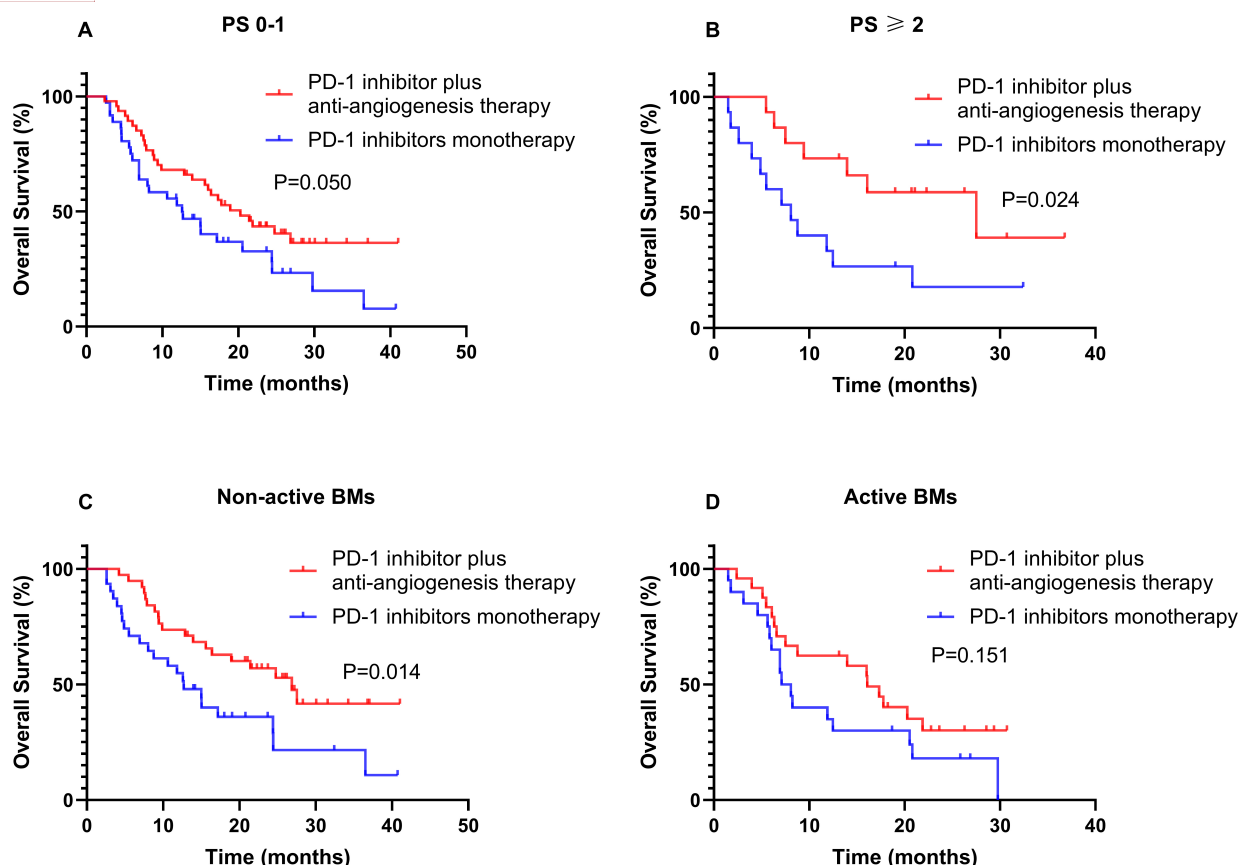 A
PS 0-1
PD-1 inhibitor plus
anti-angiogenesis therapy
PD-1 inhibitors monotherapy
P=0.050
Overall Survival (%)
100
50
0
0 10 20 30 40 50
Time (months)
B
PS ⩾ 2
PD-1 inhibitor plus
anti-angiogenesis therapy
PD-1 inhibitors monotherapy
P=0.024
Overall Survival (%)
100
50
0
0 10 20 30 40
Time (months)
C
Non-active BMs
PD-1 inhibitor plus
anti-angiogenesis therapy
PD-1 inhibitors monotherapy
P=0.014
Overall Survival (%)
100
50
0
0 10 20 30 40 50
Time (months)
D
Active BMs
PD-1 inhibitor plus
anti-angiogenesis therapy
PD-1 inhibitors monotherapy
P=0.151
Overall Survival (%)
100
50
0
0 10 20 30 40
Time (months)